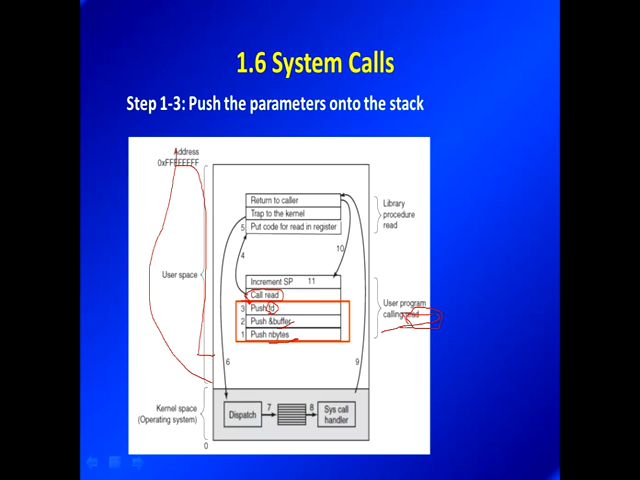 1.6 System Calls
Step 1-3: Push the parameters onto the stack
Address
0xFFFFFFFF
Return to caller
Trap to the kernel
5 Put code for read in register
Library
procedure
read
4
10
User space
Increment SP 11
Call read
3 Push fd
2 Push &buffer
1 Push nbytes
User program
calling read
6
9
Kernel space
(Operating system)
Dispatch
7
8
Sys call
handler
0